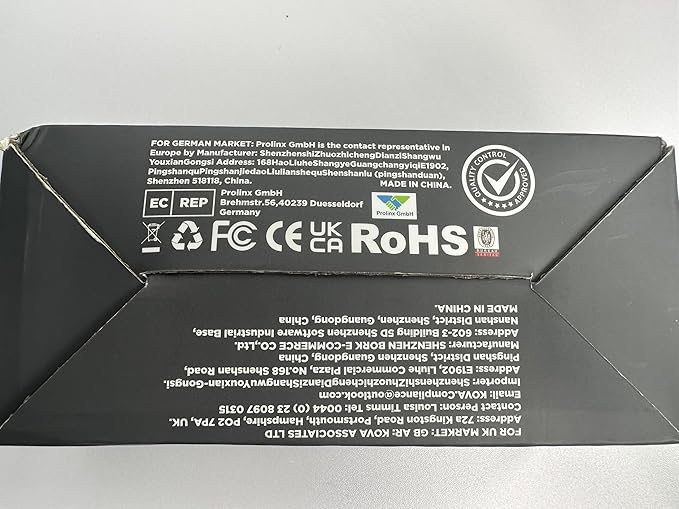 FOR GERMAN MARKET: Prolinx GmbH is the contact representative in
Europe by Manufacturer: ShenzhenshiZhuozhichengDianziShangwu
YouxianGongsi Address: 168HaoLiuheShangyeGuangchangyiqiE1902,
PingshanquPingshanjiedaoLiulianshequShenshanlu (pingshanduan),
Shenzhen 518118, China.
MADE IN CHINA.
EC REP
Prolinx GmbH
Brehmstr.56,40239 Duesseldorf
Germany
Prolinx GmbH
QUALITY CONTROL
APPROVED
FC CE UK CA RoHS
BUREAU VERITAS
FOR UK MARKET: GB AR: KOVA ASSOCIATES LTD
Address: 72a Kingston Road, Portsmouth, Hampshire, PO2 7PA, UK.
Contact Person: Louisa Timms Tel: 0044 (0) 23 8097 0315
Email: KOVA.Compliance@outlook.com
Importer: ShenzhenShiZhuozhichengDianziShangwuYouxian-Gongsi.
Address: E1902, Liuhe Commercial Plaza, No.168 Shenshan Road,
Pingshan District, Shenzhen, Guangdong, China
Manufacturer: SHENZHEN BORK E-COMMERCE CO.,LTD.
Address: 602-3 Building 5D Shenzhen Software Industrial Base,
Nanshan District, Shenzhen, Guangdong, China
MADE IN CHINA.